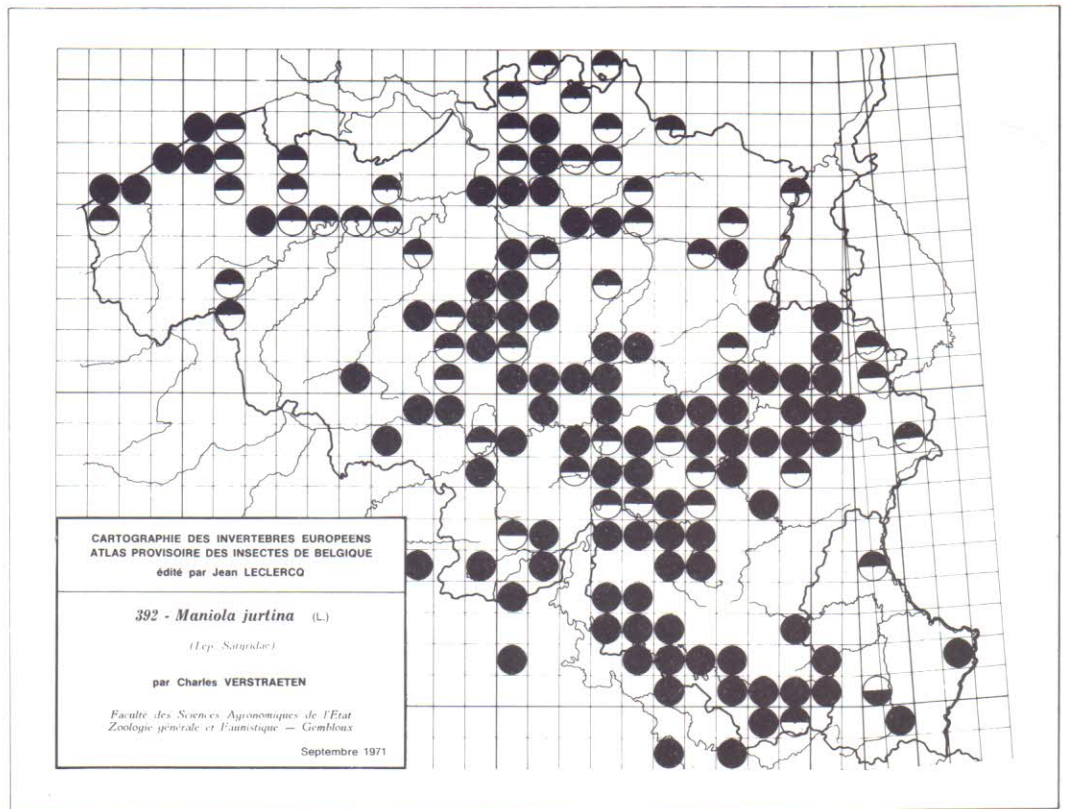 CARTOGRAPHIE DES INVERTEBRES EUROPEENS
ATLAS PROVISOIRE DES INSECTES DE BELGIQUE
édité par Jean LECLERCQ
392 - Maniola jurtina (L.)
(Lep. Satyridae)
par Charles VERSTRAETEN
Faculté des Sciences Agronomiques de l'Etat
Zoologie générale et Faunistique — Gembloux
Septembre 1971